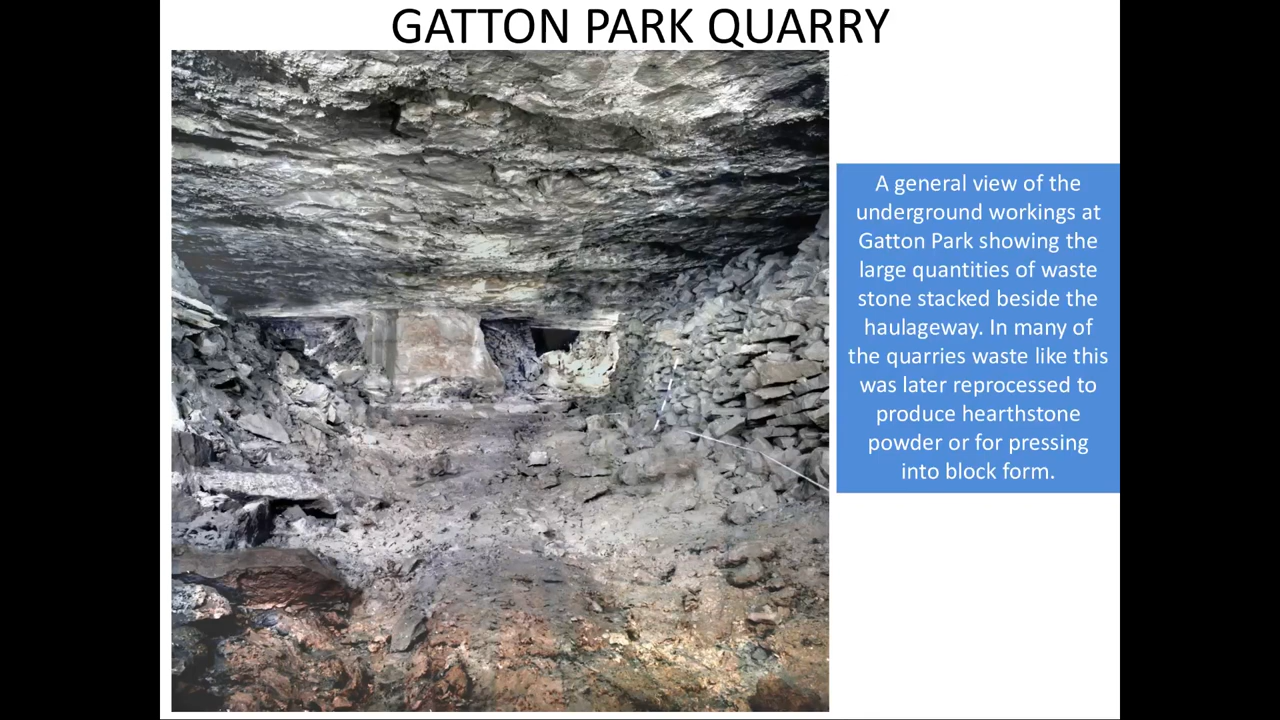 GATTON PARK QUARRY
A general view of the
underground workings at
Gatton Park showing the
large quantities of waste
stone stacked beside the
haulageway. In many of
the quarries waste like this
was later reprocessed to
produce hearthstone
powder or for pressing
into block form.